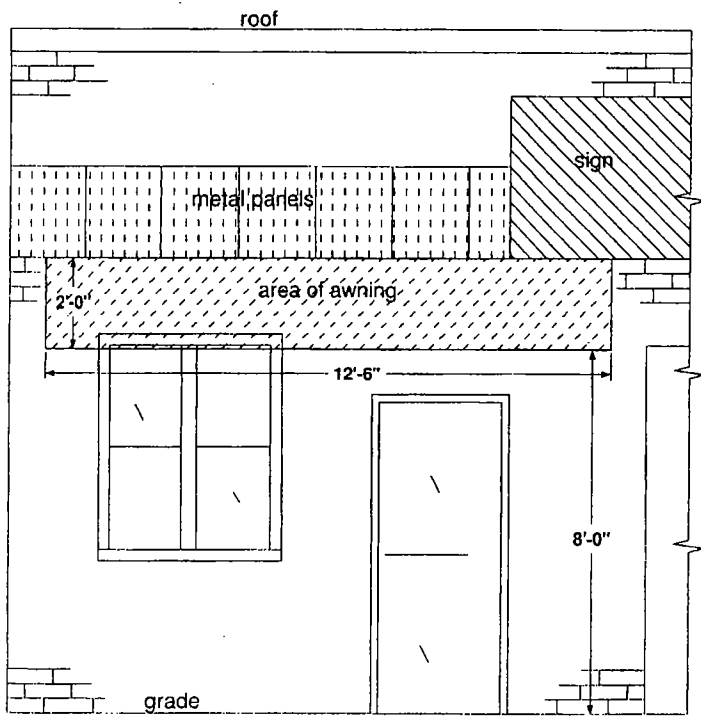 roof
sign
metal panels
area of awning
2'-0"
12'-6"
8'-0"
grade